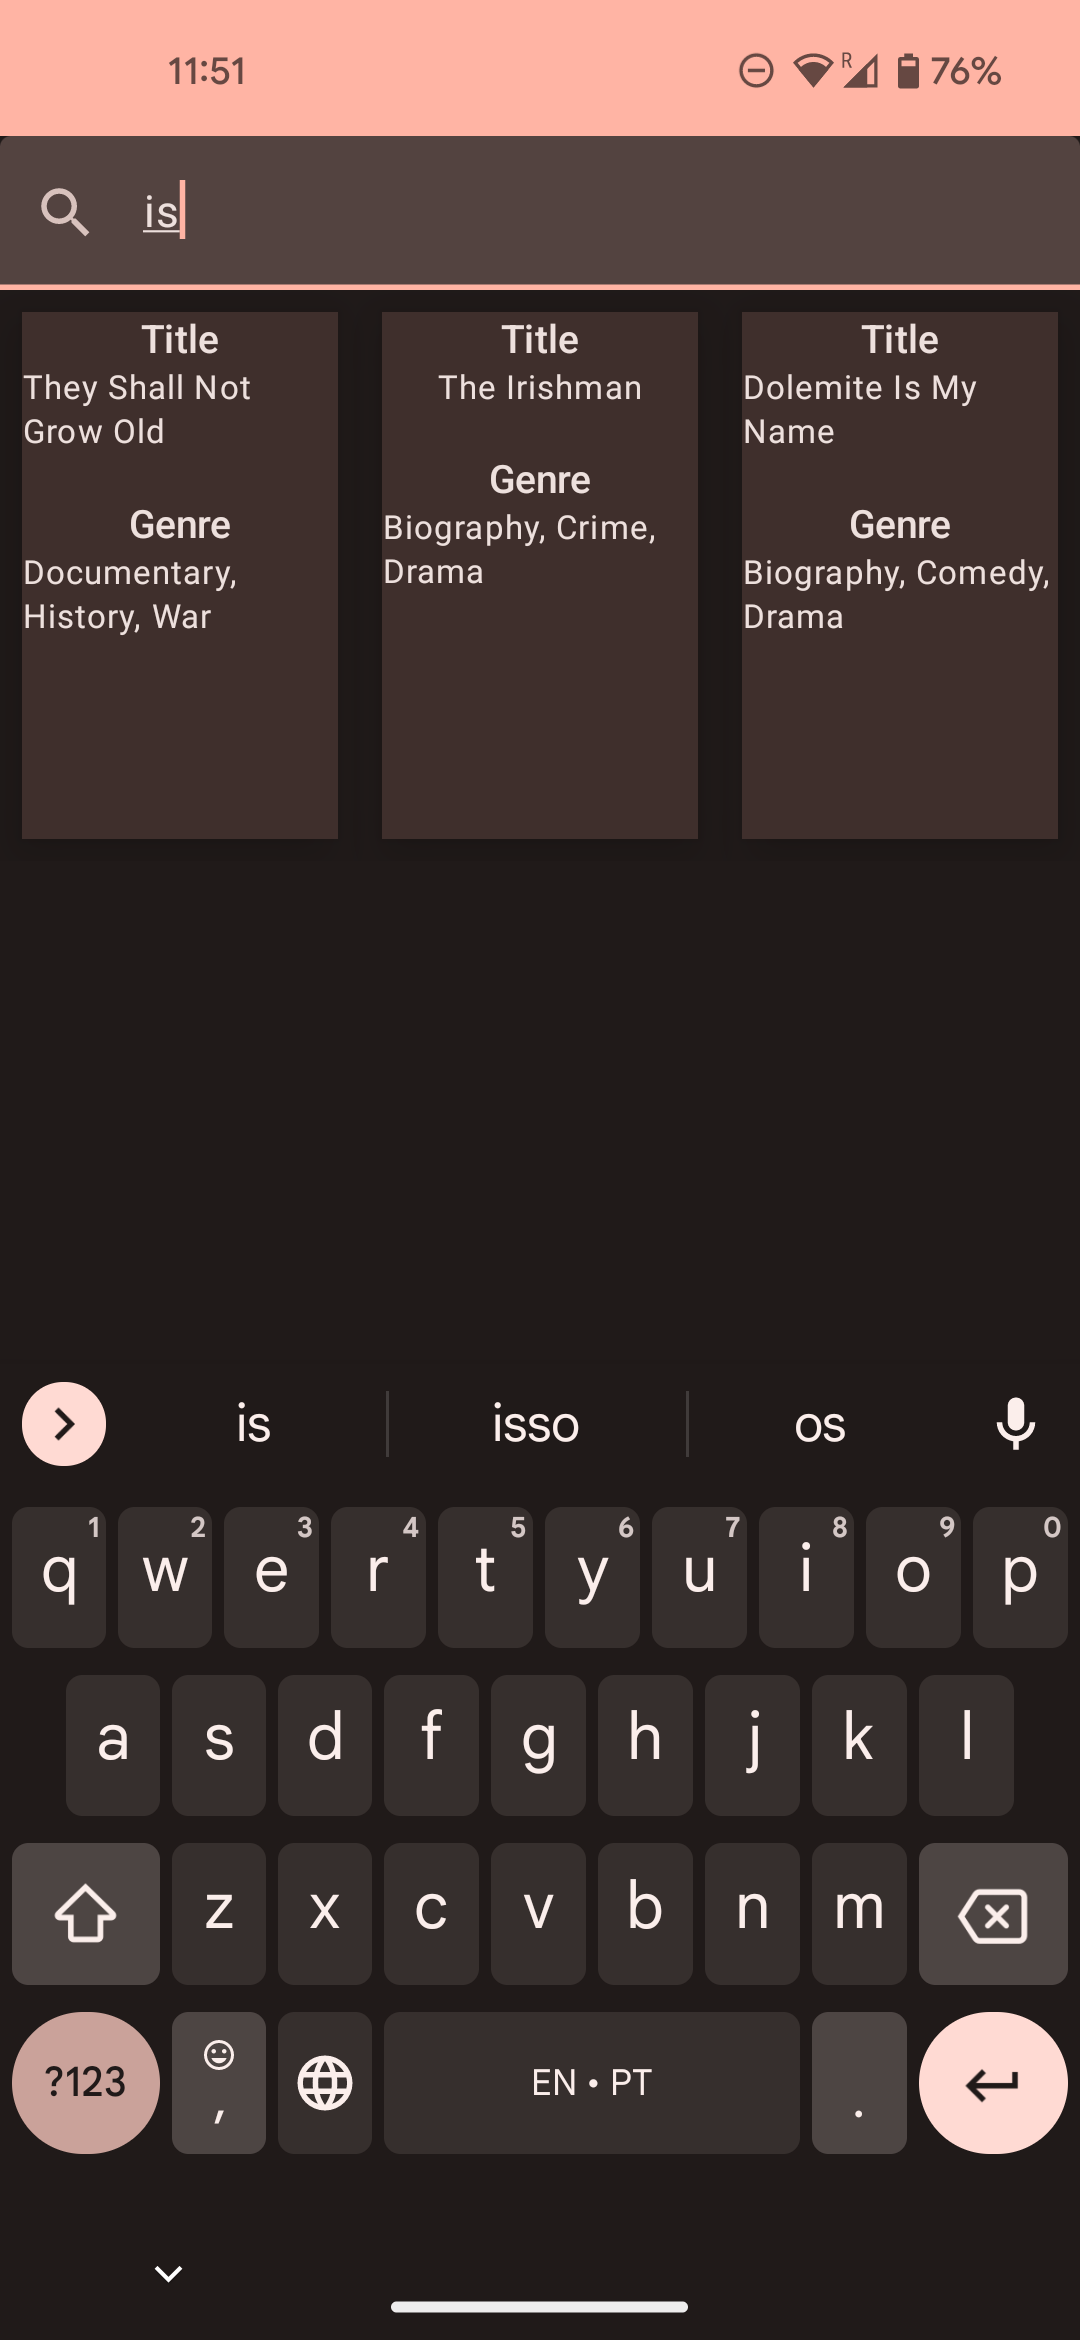 11:51
R 76%
is
Title
They Shall Not
Grow Old
Genre
Documentary,
History, War
Title
The Irishman
Genre
Biography, Crime,
Drama
Title
Dolemite Is My
Name
Genre
Biography, Comedy,
Drama
is isso os
1 2 3 4 5 6 7 8 9 0
q w e r t y u i o p
a s d f g h j k l
z x c v b n m
?123 , EN • PT .